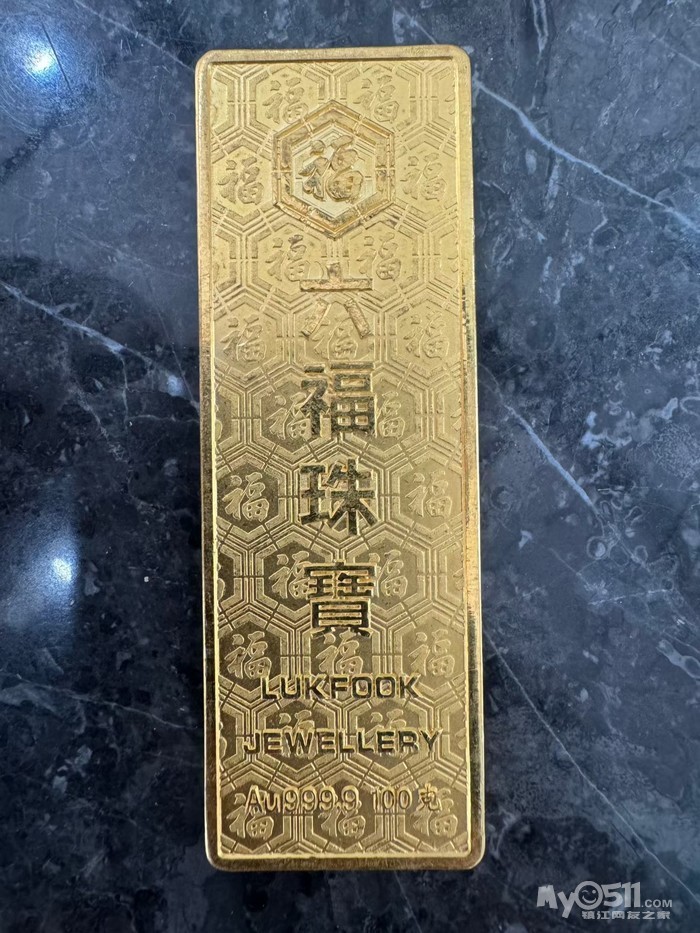 福
六
福
珠
寶
LUKFOOK
JEWELLERY
Au999.9 100克
My0511.COM
镇江网友之家